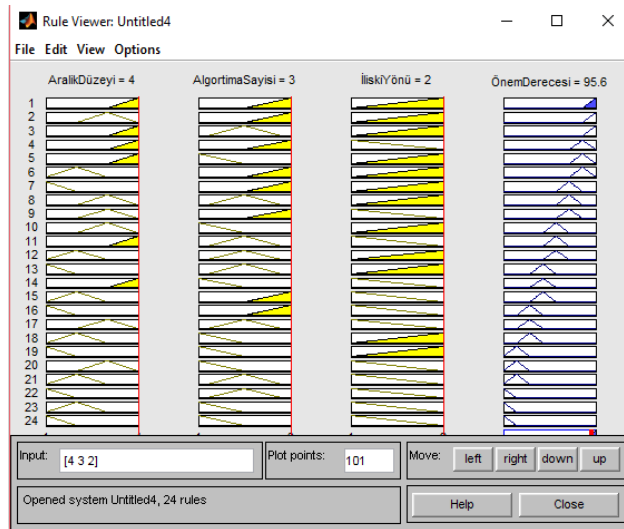 Rule Viewer: Untitled4
File Edit View Options
AralikDüzeyi = 4
AlgortimaSayisi = 3
İliskiYönü = 2
ÖnemDerecesi = 95.6
1
2
3
4
5
6
7
8
9
10
11
12
13
14
15
16
17
18
19
20
21
22
23
24
Input: [4 3 2]
Plot points: 101
Move: left right down up
Opened system Untitled4, 24 rules
Help Close